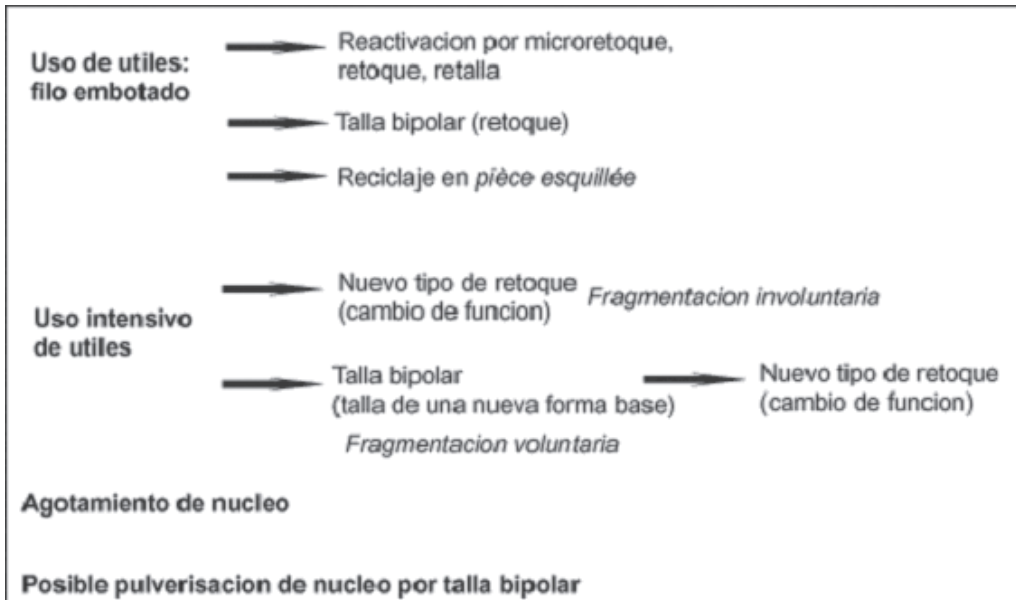 Uso de utiles:
filo embotado
Reactivacion por microretoque,
retoque, retalla
Talla bipolar (retoque)
Reciclaje en pièce esquillée
Uso intensivo
de utiles
Nuevo tipo de retoque
(cambio de funcion)
Fragmentacion involuntaria
Talla bipolar
(talla de una nueva forma base)
Fragmentacion voluntaria
Nuevo tipo de retoque
(cambio de funcion)
Agotamiento de nucleo
Posible pulverisacion de nucleo por talla bipolar